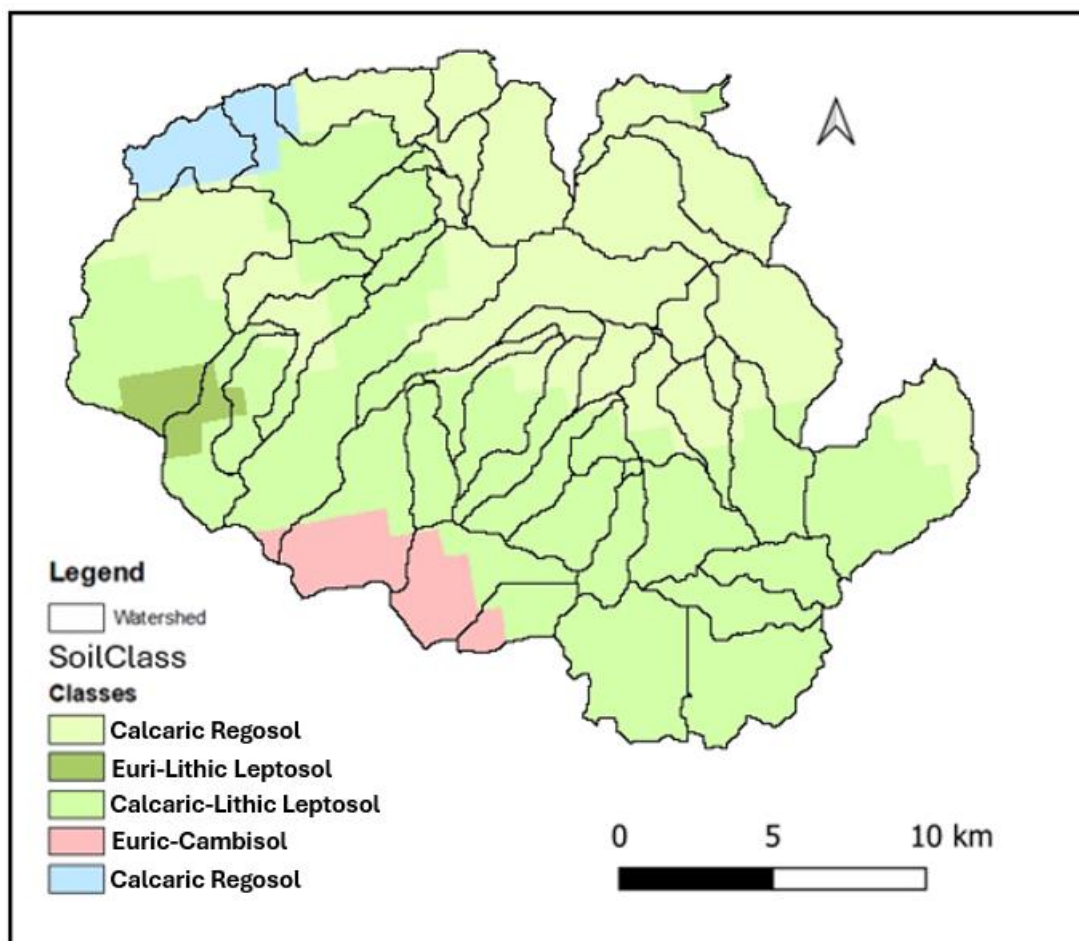 Legend
Watershed
SoilClass
Classes
Calcaric Regosol
Euri-Lithic Leptosol
Calcaric-Lithic Leptosol
Euric-Cambisol
Calcaric Regosol
0 5 10 km